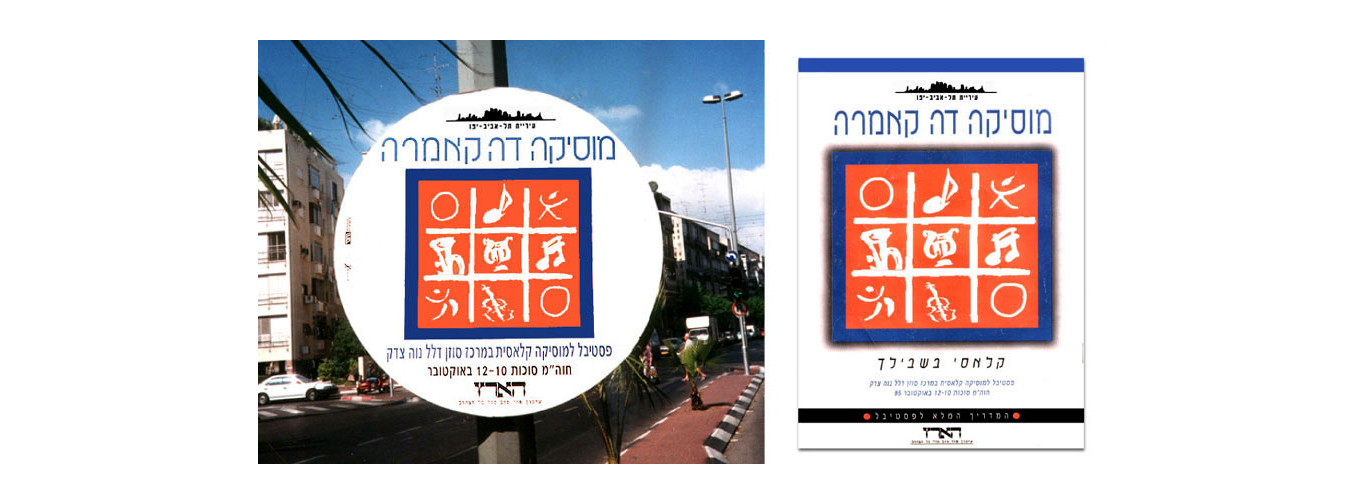 עיריית תל-אביב-יפו
מוסיקה דה קאמרה
פסטיבל למוסיקה קלאסית במרכז סוזן דלל נוה צדק
חוה"מ סוכות 12-10 באוקטובר
הארץ
עיריית תל-אביב-יפו
מוסיקה דה קאמרה
קלאסי בשבילך
פסטיבל למוסיקה קלאסית במרכז סוזן דלל נוה צדק
חוה"מ סוכות 12-10 באוקטובר 95
המדריך המלא לפסטיבל
הארץ